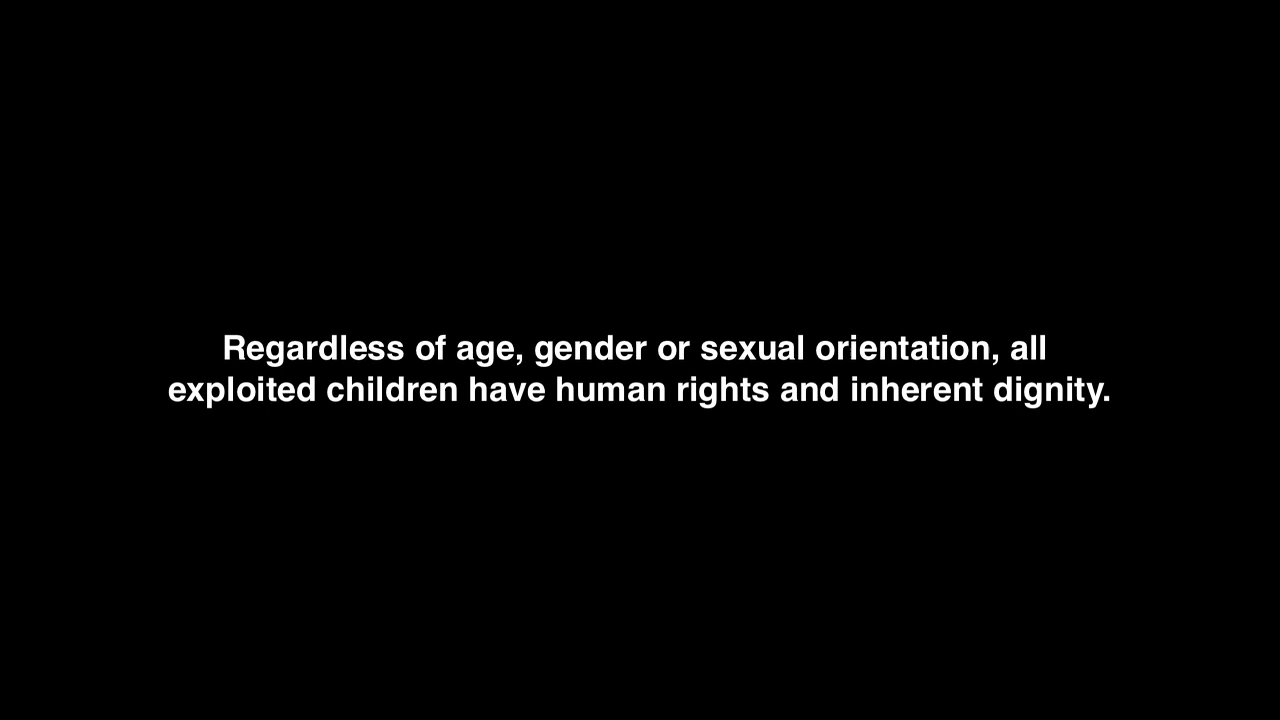 Regardless of age, gender or sexual orientation, all
exploited children have human rights and inherent dignity.